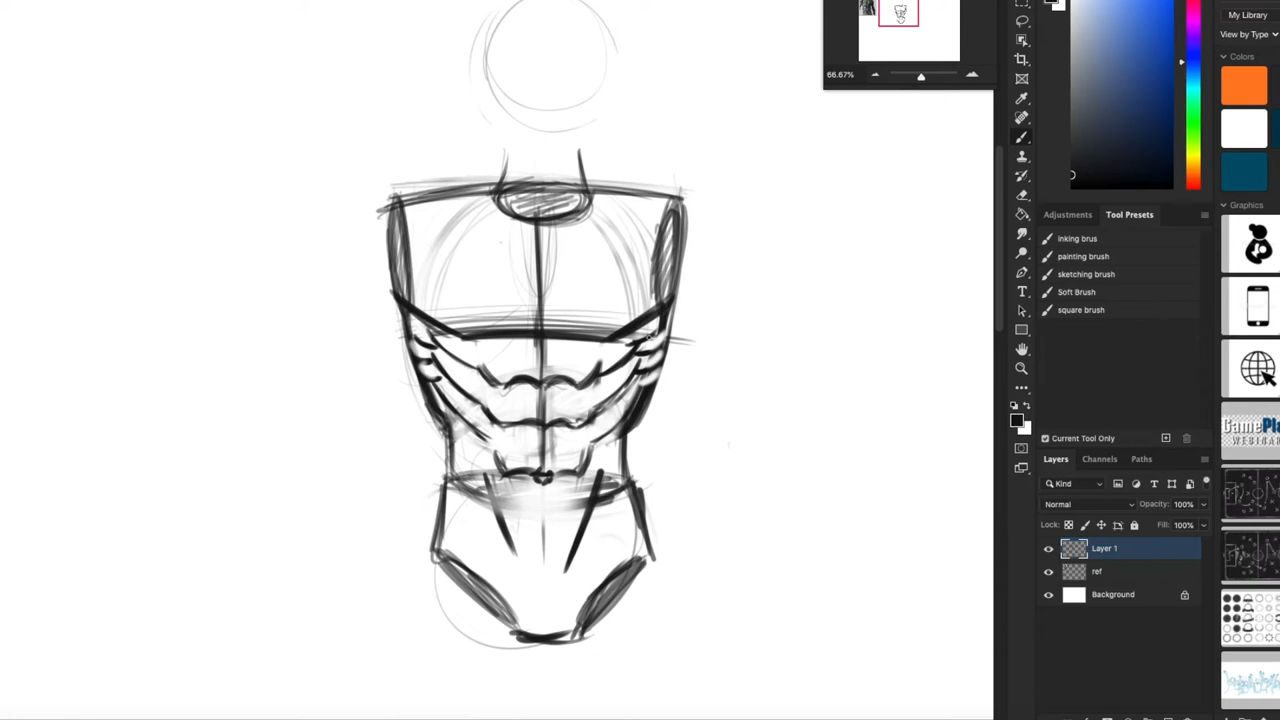 My Library
View by Type
66.67%
Colors
Adjustments
Tool Presets
inking brus
painting brush
sketching brush
Soft Brush
square brush
Graphics
Current Tool Only
GamePla
WEBINAR
Layers
Channels
Paths
Kind
Normal
Opacity: 100%
Lock:
Fill: 100%
Layer 1
ref
Background